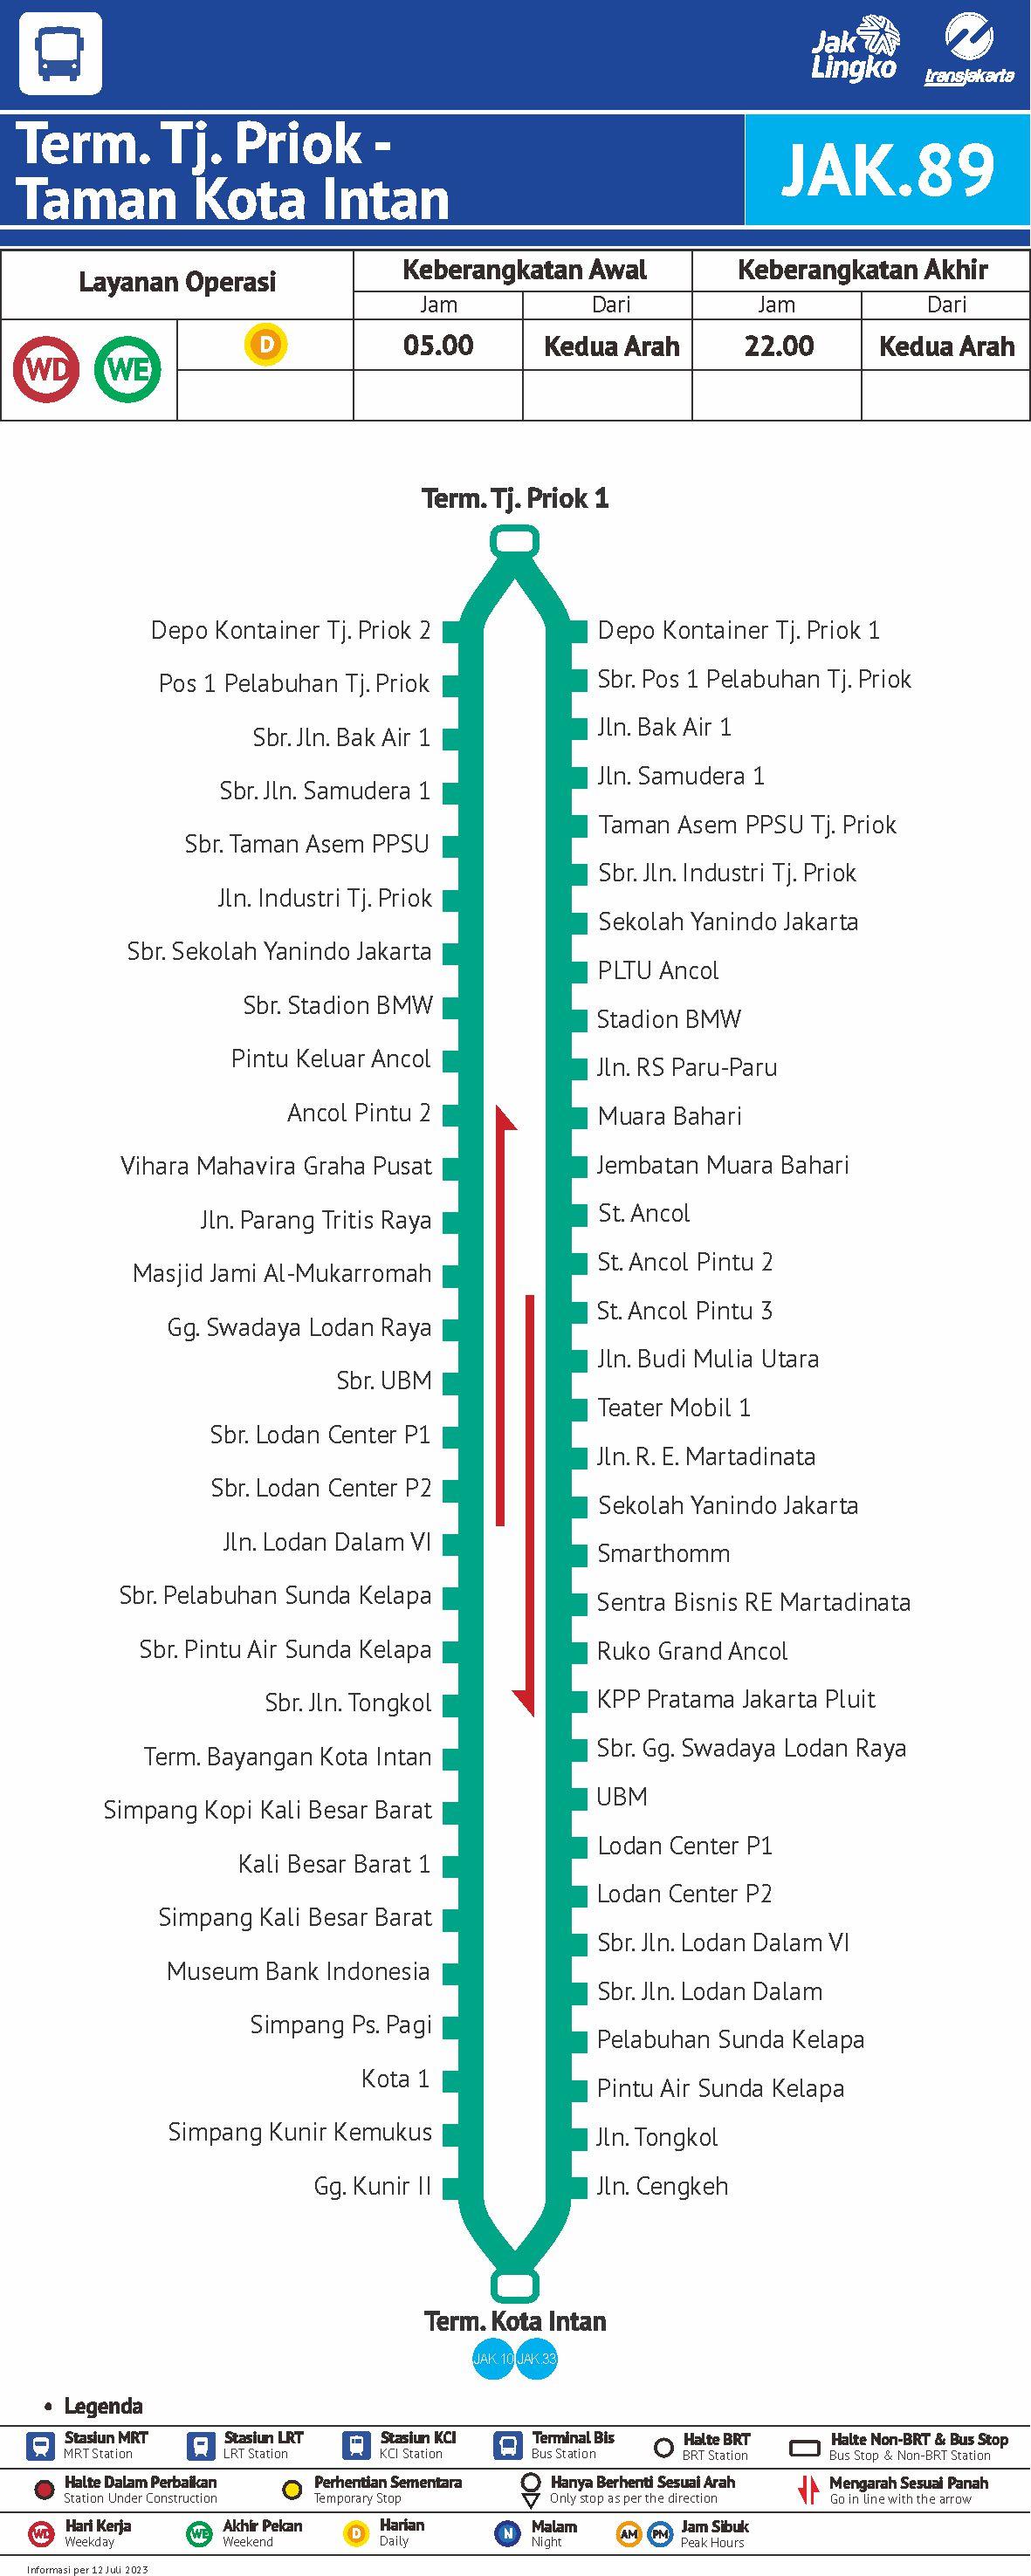 Jak
Lingko
transjakarta
Term. Tj. Priok -
Taman Kota Intan
JAK.89
Layanan Operasi
Keberangkatan Awal
Keberangkatan Akhir
Jam
Dari
Jam
Dari
WD
WE
D
05.00
Kedua Arah
22.00
Kedua Arah
Term. Tj. Priok 1
Depo Kontainer Tj. Priok 2
Pos 1 Pelabuhan Tj. Priok
Sbr. Jln. Bak Air 1
Sbr. Jln. Samudera 1
Sbr. Taman Asem PPSU
Jln. Industri Tj. Priok
Sbr. Sekolah Yanindo Jakarta
Sbr. Stadion BMW
Pintu Keluar Ancol
Ancol Pintu 2
Vihara Mahavira Graha Pusat
Jln. Parang Tritis Raya
Masjid Jami Al-Mukarromah
Gg. Swadaya Lodan Raya
Sbr. UBM
Sbr. Lodan Center P1
Sbr. Lodan Center P2
Jln. Lodan Dalam VI
Sbr. Pelabuhan Sunda Kelapa
Sbr. Pintu Air Sunda Kelapa
Sbr. Jln. Tongkol
Term. Bayangan Kota Intan
Simpang Kopi Kali Besar Barat
Kali Besar Barat 1
Simpang Kali Besar Barat
Museum Bank Indonesia
Simpang Ps. Pagi
Kota 1
Simpang Kunir Kemukus
Gg. Kunir II
Depo Kontainer Tj. Priok 1
Sbr. Pos 1 Pelabuhan Tj. Priok
Jln. Bak Air 1
Jln. Samudera 1
Taman Asem PPSU Tj. Priok
Sbr. Jln. Industri Tj. Priok
Sekolah Yanindo Jakarta
PLTU Ancol
Stadion BMW
Jln. RS Paru-Paru
Muara Bahari
Jembatan Muara Bahari
St. Ancol
St. Ancol Pintu 2
St. Ancol Pintu 3
Jln. Budi Mulia Utara
Teater Mobil 1
Jln. R. E. Martadinata
Sekolah Yanindo Jakarta
Smarthomm
Sentra Bisnis RE Martadinata
Ruko Grand Ancol
KPP Pratama Jakarta Pluit
Sbr. Gg. Swadaya Lodan Raya
UBM
Lodan Center P1
Lodan Center P2
Sbr. Jln. Lodan Dalam VI
Sbr. Jln. Lodan Dalam
Pelabuhan Sunda Kelapa
Pintu Air Sunda Kelapa
Jln. Tongkol
Jln. Cengkeh
Term. Kota Intan
JAK.10 JAK.33
• Legenda
Stasiun MRT
MRT Station
Stasiun LRT
LRT Station
Stasiun KCI
KCI Station
Terminal Bis
Bus Station
Halte BRT
BRT Station
Halte Non-BRT & Bus Stop
Bus Stop & Non-BRT Station
Halte Dalam Perbaikan
Station Under Construction
Perhentian Sementara
Temporary Stop
Hanya Berhenti Sesuai Arah
Only stop as per the direction
Mengarah Sesuai Panah
Go in line with the arrow
WD
Hari Kerja
Weekday
WE
Akhir Pekan
Weekend
D
Harian
Daily
N
Malam
Night
AM
PM
Jam Sibuk
Peak Hours
Informasi per 12 Juli 2023